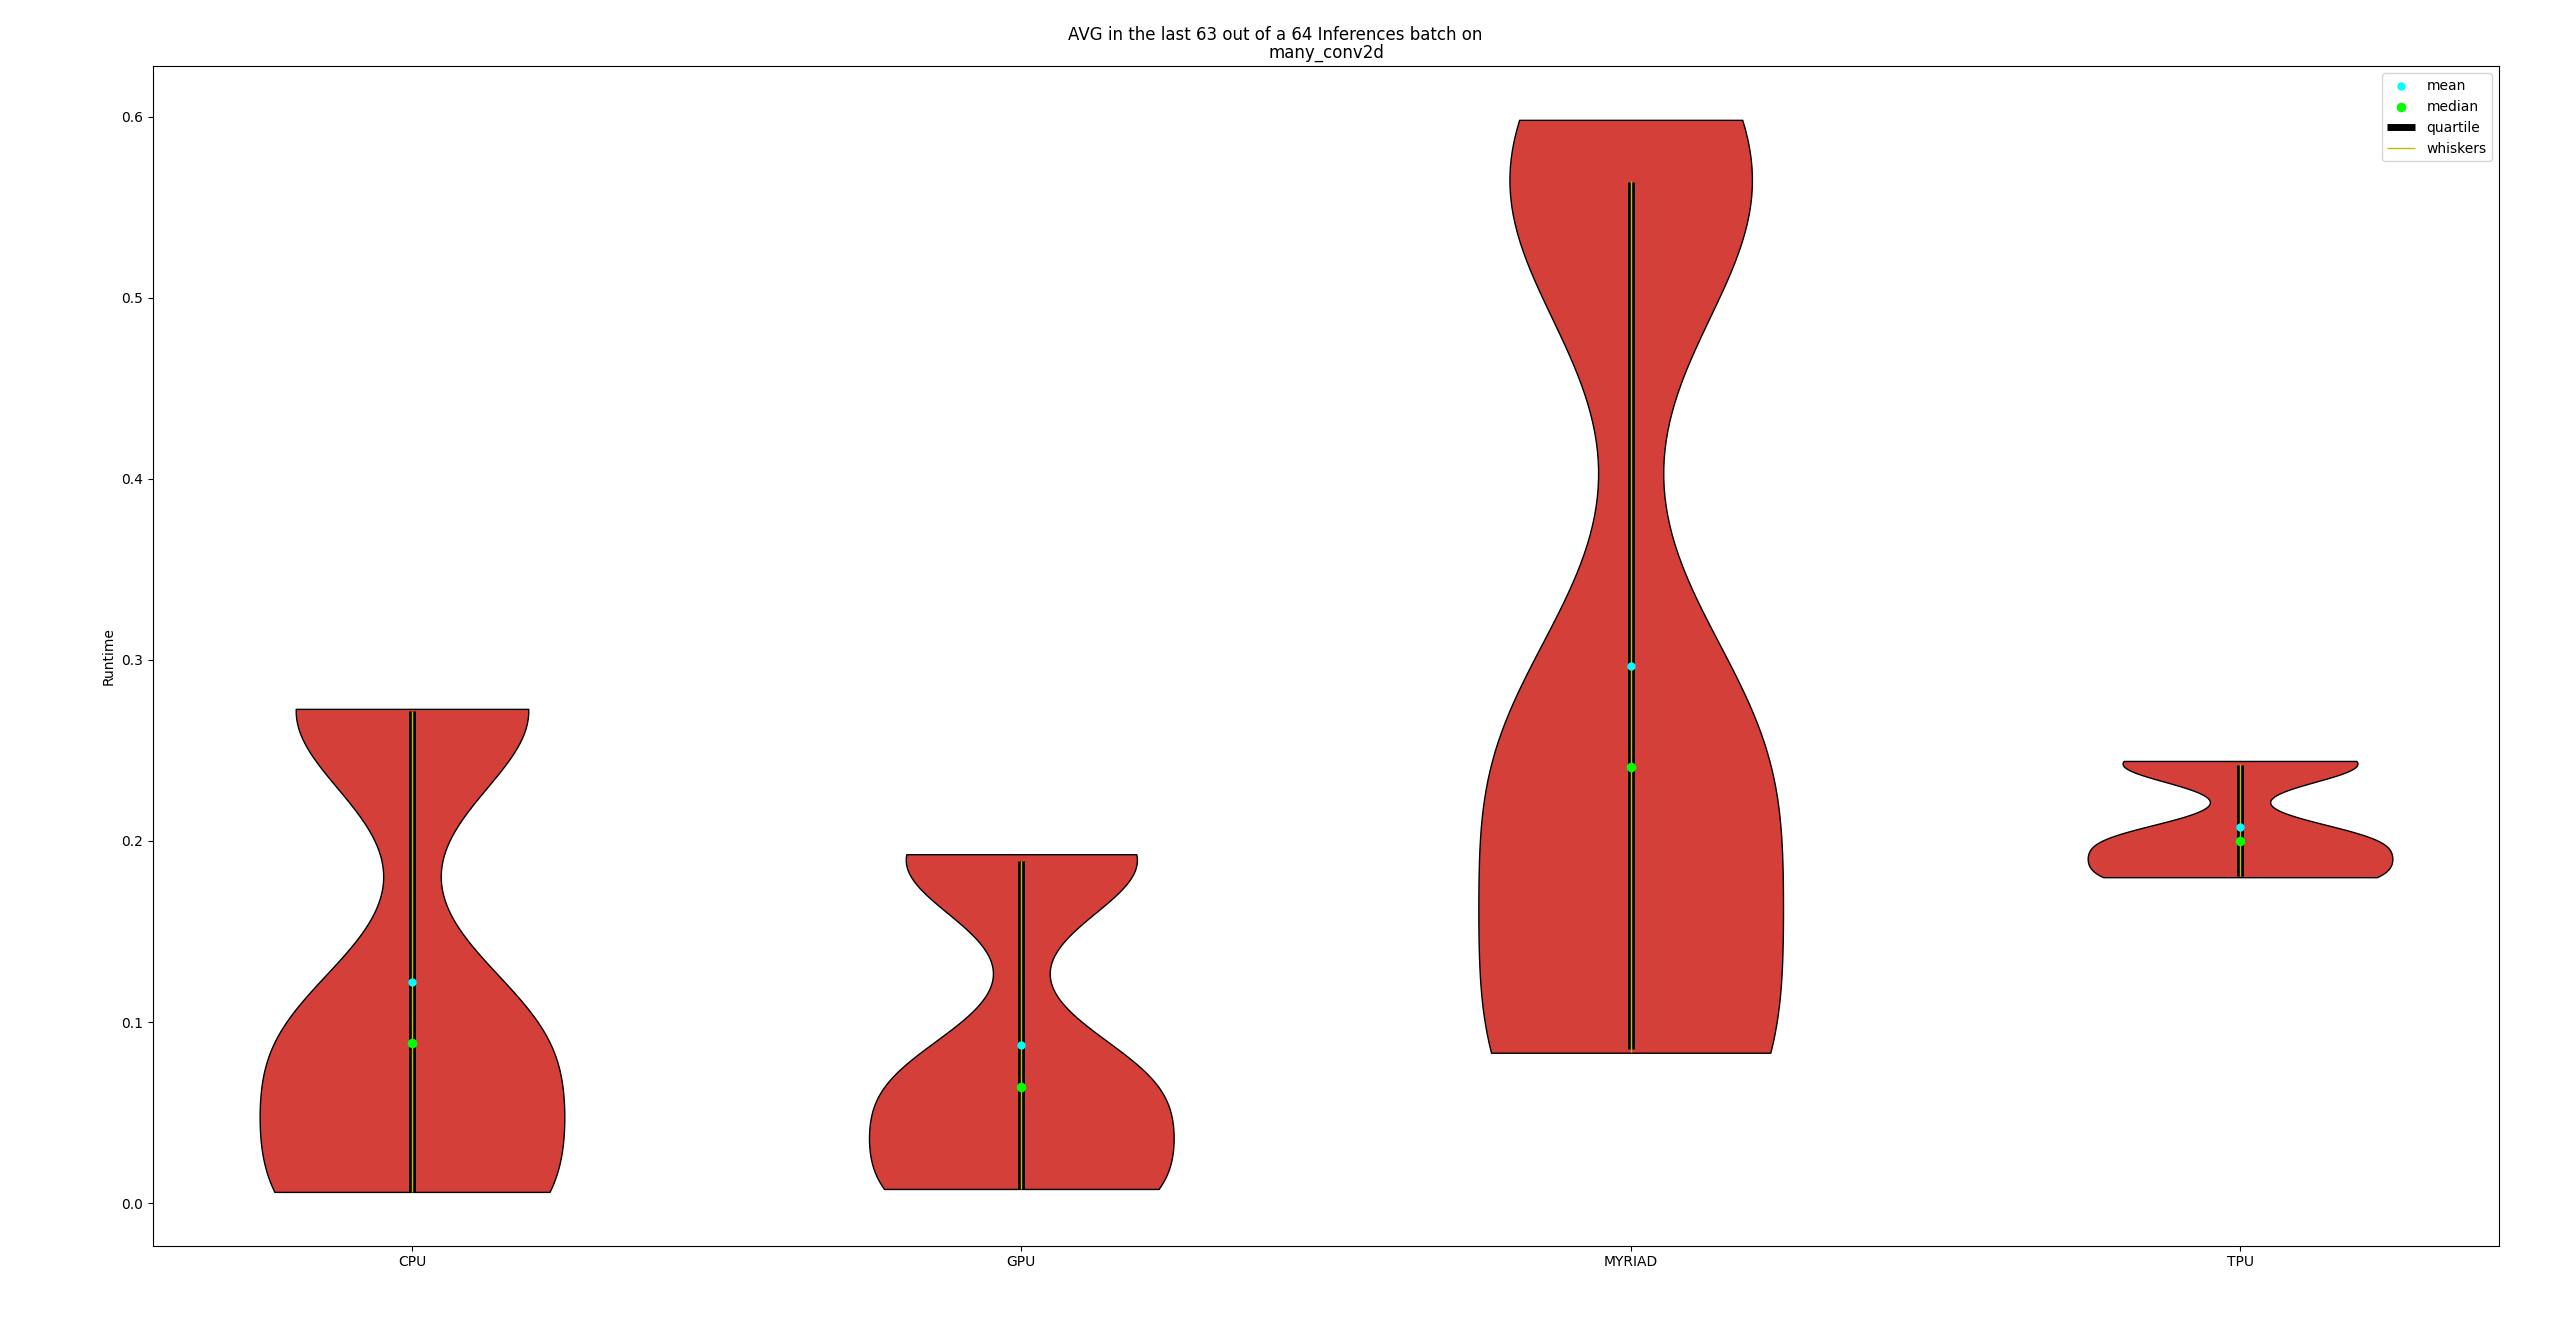 AVG in the last 63 out of a 64 Inferences batch on
many_conv2d
mean
median
quartile
whiskers
0.6
0.5
0.4
0.3
0.2
0.1
0.0
Runtime
CPU
GPU
MYRIAD
TPU